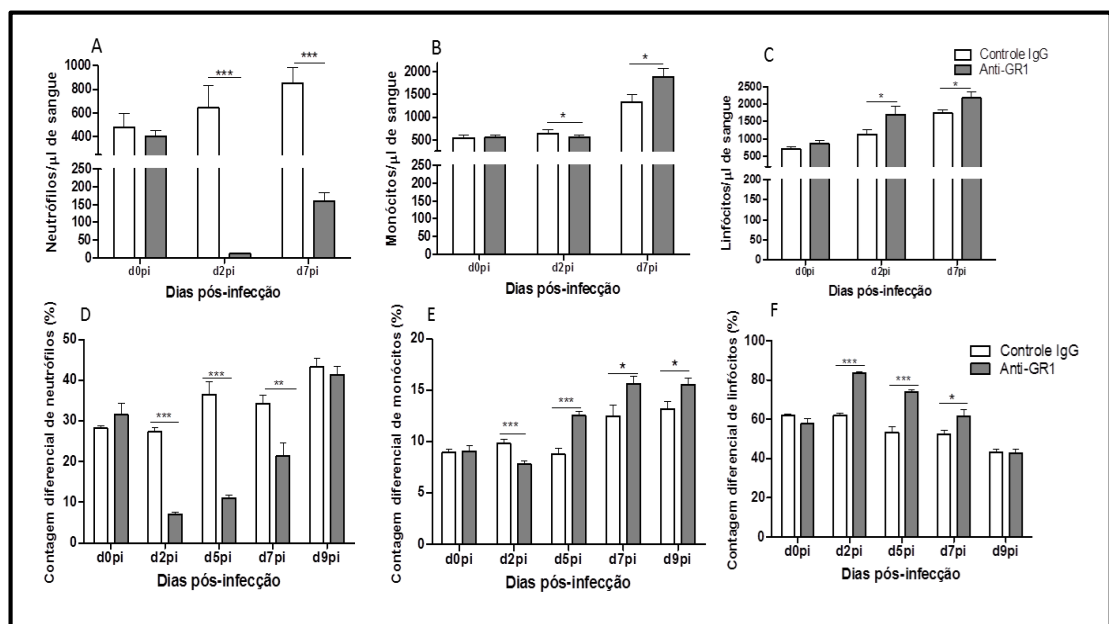 A
Neutrófilos/µl de sangue
1000
800
600
400
250
200
150
100
50
0
***
***
d0pi d2pi d7pi
Dias pós-infecção
B
Monócitos/µl de sangue
2000
1500
1000
500
250
200
150
100
50
0
*
*
d0pi d2pi d7pi
Dias pós-infecção
C
Controle IgG
Anti-GR1
Linfócitos/µl de sangue
2500
2000
1500
1000
500
200
150
100
50
0
*
*
d0pi d2pi d7pi
Dias pós-infecção
D
Contagem diferencial de neutrófilos (%)
50
40
30
20
10
0
***
***
**
d0pi d2pi d5pi d7pi d9pi
Dias pós-infecção
E
Contagem diferencial de monócitos (%)
20
15
10
5
0
***
***
*
*
d0pi d2pi d5pi d7pi d9pi
Dias pós-infecção
F
Controle IgG
Anti-GR1
Contagem diferencial de linfócitos (%)
100
80
60
40
20
0
***
***
*
d0pi d2pi d5pi d7pi d9pi
Dias pós-infecção